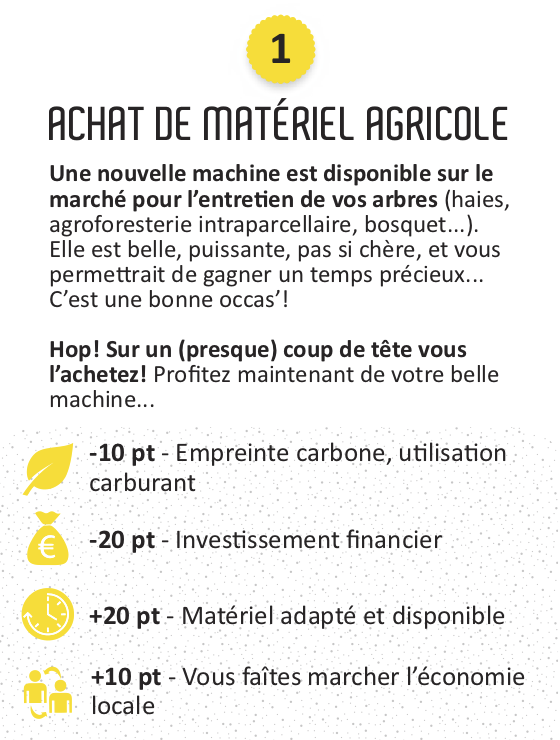 1
ACHAT DE MATÉRIEL AGRICOLE
Une nouvelle machine est disponible sur le
marché pour l’entretien de vos arbres (haies,
agroforesterie intraparcellaire, bosquet...).
Elle est belle, puissante, pas si chère, et vous
permettrait de gagner un temps précieux...
C’est une bonne occas’!
Hop! Sur un (presque) coup de tête vous
l’achetez! Profitez maintenant de votre belle
machine...
-10 pt - Empreinte carbone, utilisation
carburant
€
-20 pt - Investissement financier
+20 pt - Matériel adapté et disponible
+10 pt - Vous faîtes marcher l’économie
locale